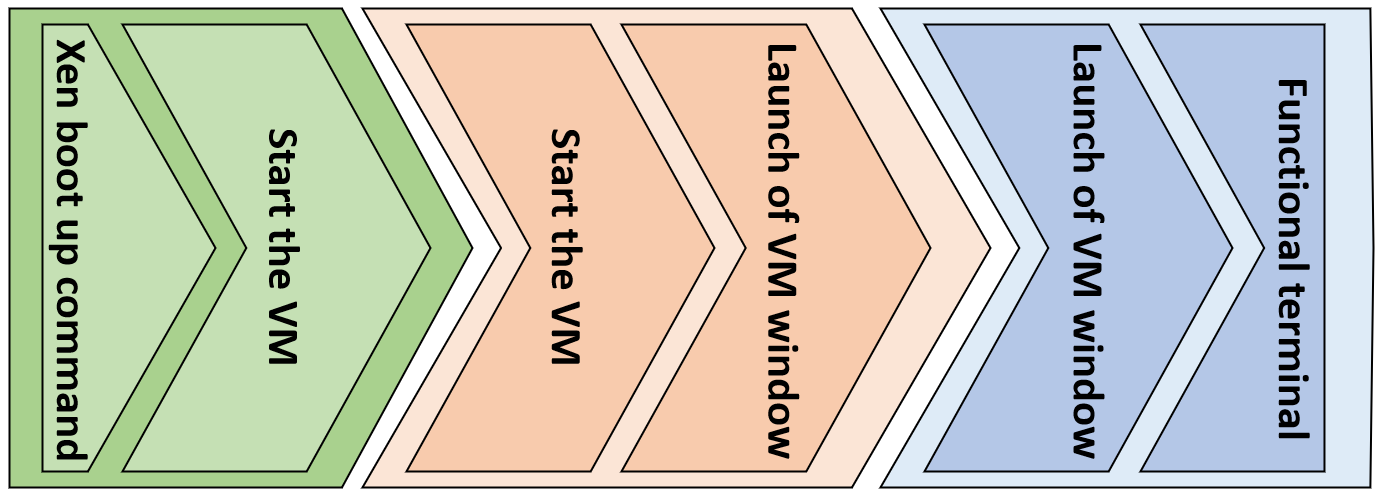 Xen boot up command
Start the VM
Start the VM
Launch of VM window
Launch of VM window
Functional terminal